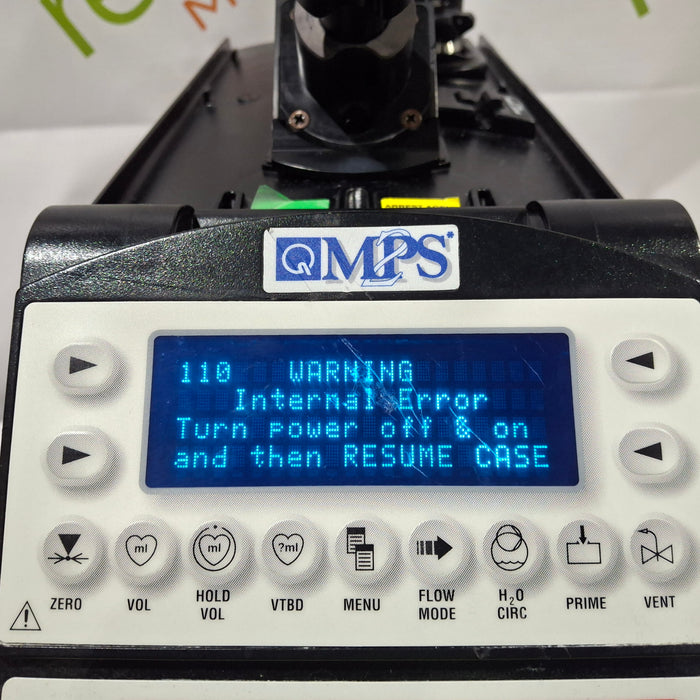 QMPS2*
110 WARNING
Internal Error
Turn power off & on
and then RESUME CASE
ml
ml
?ml
ZERO
VOL
HOLD VOL
VTBD
MENU
FLOW MODE
H2O CIRC
PRIME
VENT